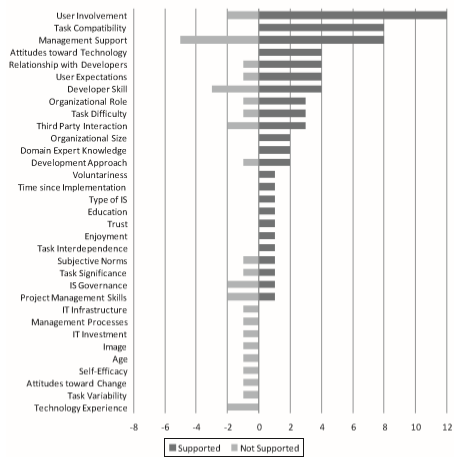 User Involvement
Task Compatibility
Management Support
Attitudes toward Technology
Relationship with Developers
User Expectations
Developer Skill
Organizational Role
Task Difficulty
Third Party Interaction
Organizational Size
Domain Expert Knowledge
Development Approach
Voluntariness
Time since Implementation
Type of IS
Education
Trust
Enjoyment
Task Interdependence
Subjective Norms
Task Significance
IS Governance
Project Management Skills
IT Infrastructure
Management Processes
IT Investment
Image
Age
Self-Efficacy
Attitudes toward Change
Task Variability
Technology Experience
-8 -6 -4 -2 0 2 4 6 8 10 12
Supported Not Supported